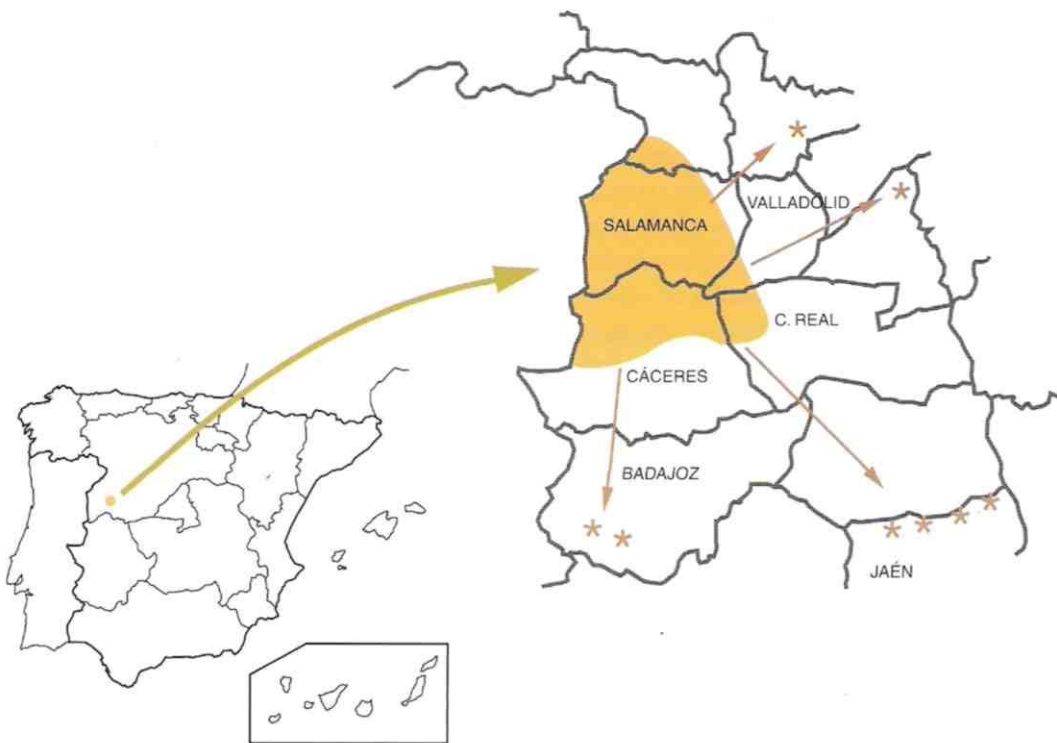 VALLADOLID
SALAMANCA
C. REAL
CÁCERES
BADAJOZ
JAÉN